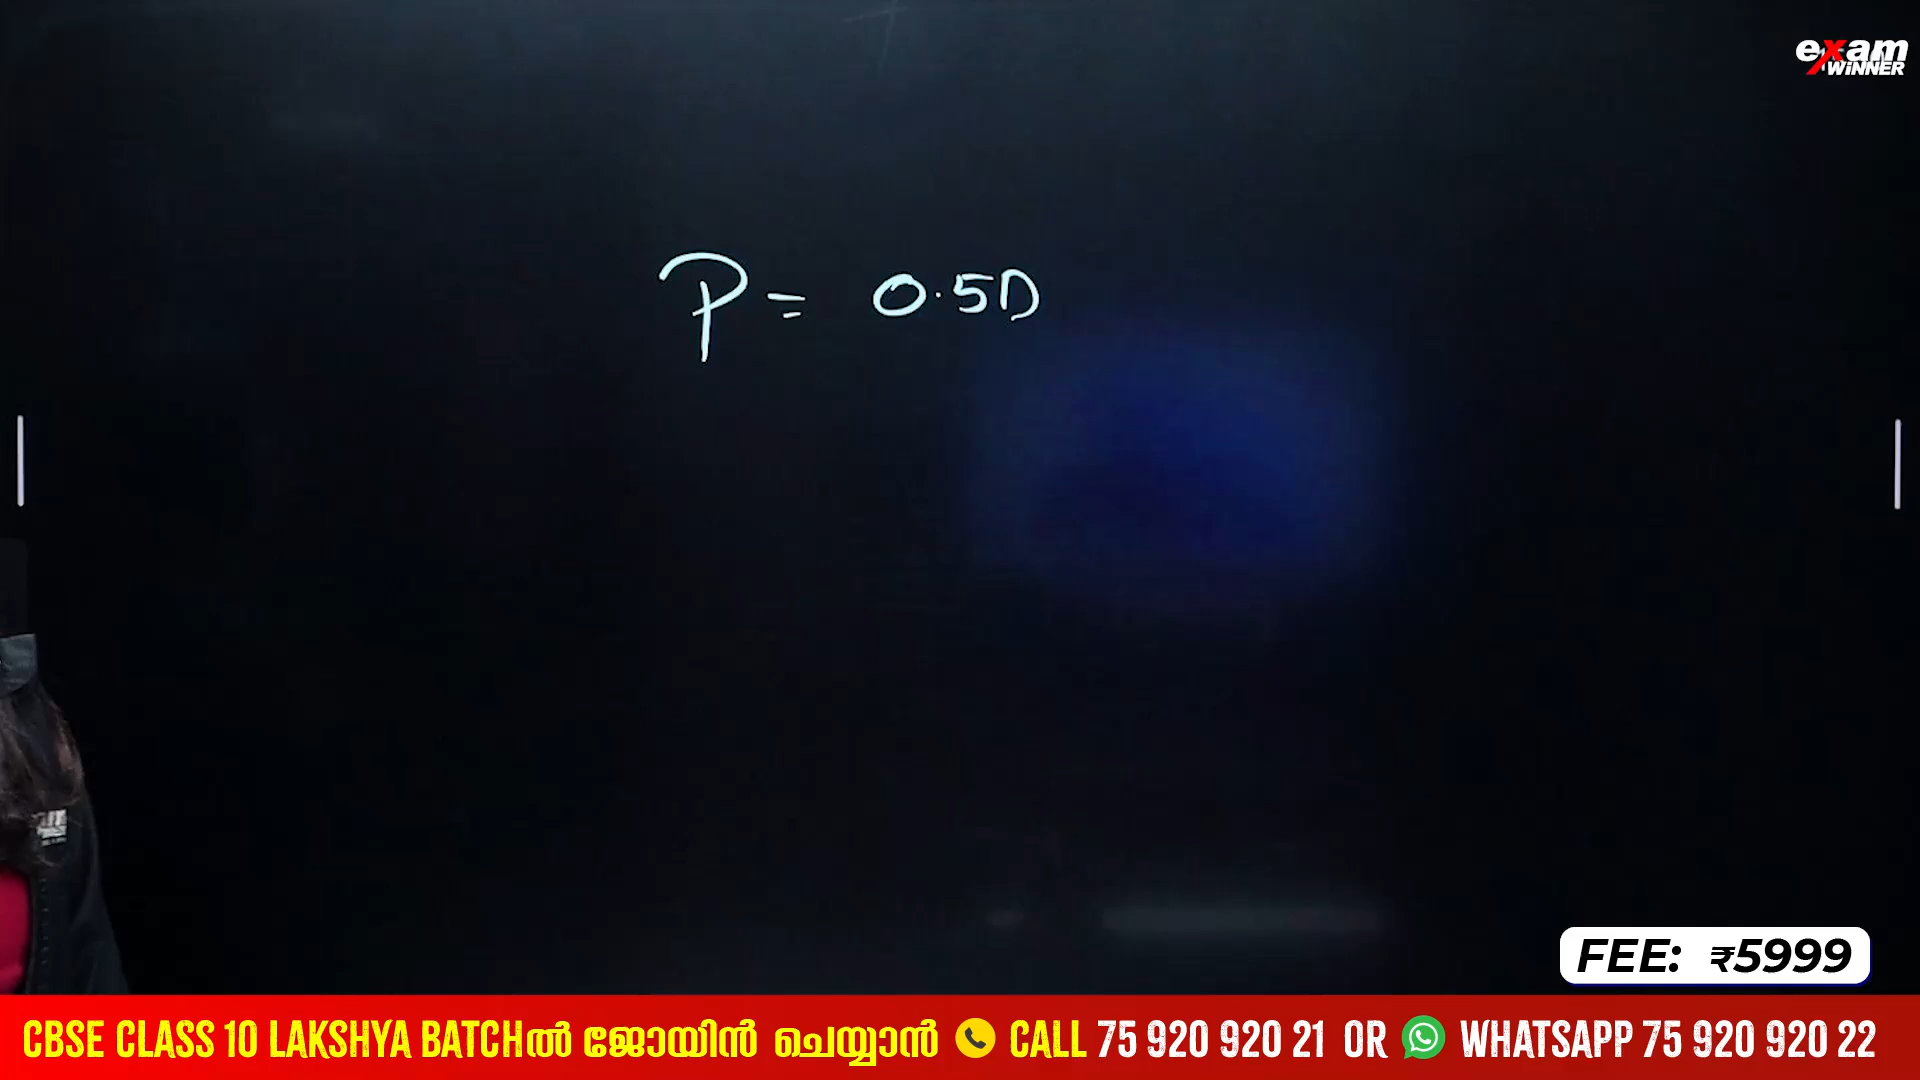 exam
WiNNER
P = 0.5D
FEE: ₹5999
CBSE CLASS 10 LAKSHYA BATCHൽ ജോയിൻ ചെയ്യാൻ CALL 75 920 920 21 OR WHATSAPP 75 920 920 22